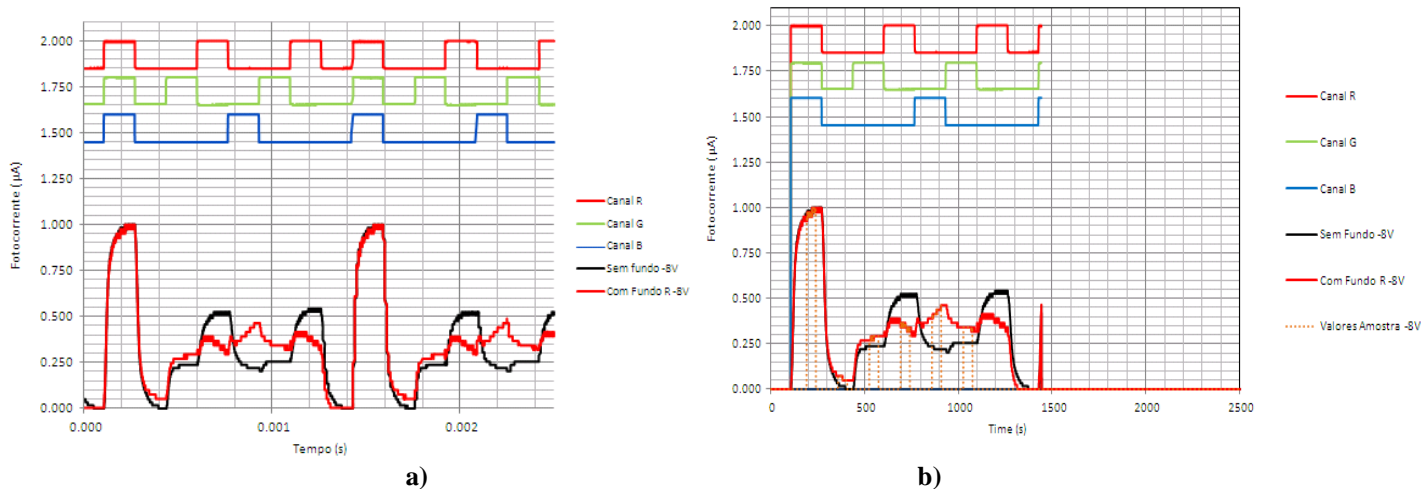 Fotocorrente (µA)
2.000
1.750
1.500
1.250
1.000
0.750
0.500
0.250
0.000
0.000
0.001
0.002
Tempo (s)
Canal R
Canal G
Canal B
Sem fundo -8V
Com Fundo R -8V
a)
Fotocorrente (µA)
2.000
1.750
1.500
1.250
1.000
0.750
0.500
0.250
0.000
0
500
1000
1500
2000
2500
Time (s)
Canal R
Canal G
Canal B
Sem Fundo -8V
Com Fundo R -8V
Valores Amostra -8V
b)